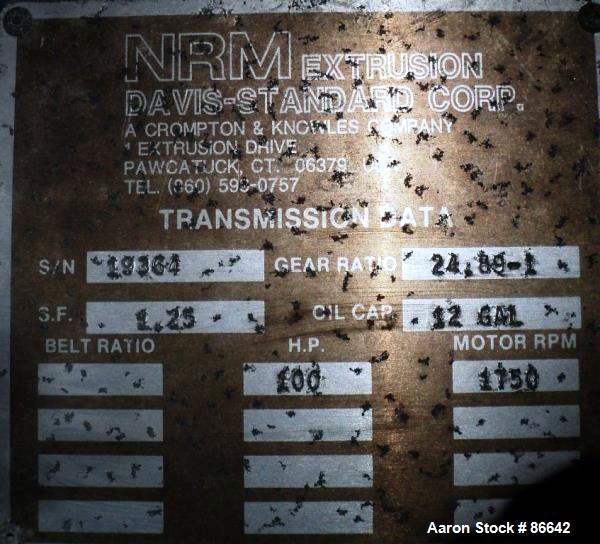 NRM EXTRUSION
DAVIS-STANDARD CORP.
A CROMPTON & KNOWLES COMPANY
1 EXTRUSION DRIVE
PAWCATUCK, CT. 06379
TEL. (860) 599-0757
TRANSMISSION DATA
S/N 19364 GEAR RATIO
S.F. 1.25 OIL CAP. 12 GAL
BELT RATIO H.P. MOTOR RPM
100 1750
Aaron Stock # 86642